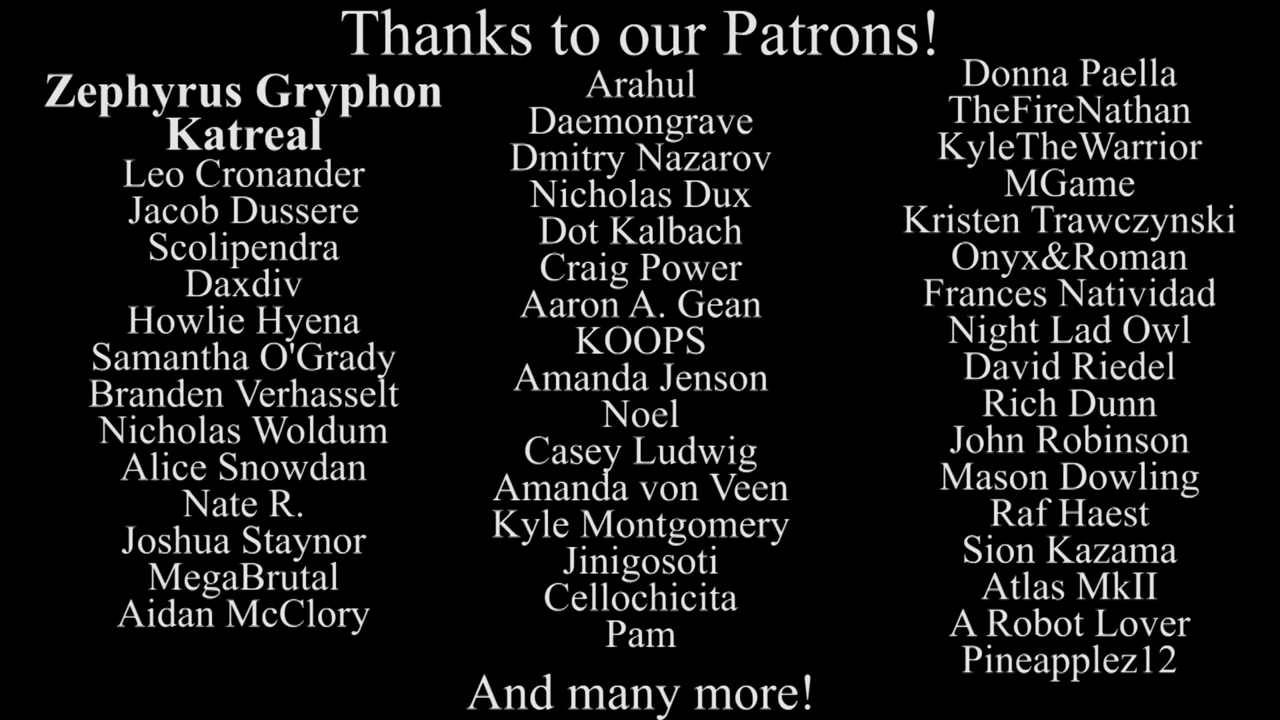 Thanks to our Patrons!
Zephyrus Gryphon
Katreal
Leo Cronander
Jacob Dussere
Scolipendra
Daxdiv
Howlie Hyena
Samantha O'Grady
Branden Verhasselt
Nicholas Woldum
Alice Snowdan
Nate R.
Joshua Staynor
MegaBrutal
Aidan McClory
Arahul
Daemongrave
Dmitry Nazarov
Nicholas Dux
Dot Kalbach
Craig Power
Aaron A. Gean
KOOPS
Amanda Jenson
Noel
Casey Ludwig
Amanda von Veen
Kyle Montgomery
Jinigosoti
Cellochicita
Pam
Donna Paella
TheFireNathan
KyleTheWarrior
MGame
Kristen Trawczynski
Onyx&Roman
Frances Natividad
Night Lad Owl
David Riedel
Rich Dunn
John Robinson
Mason Dowling
Raf Haest
Sion Kazama
Atlas MkII
A Robot Lover
Pineapplez12
And many more!